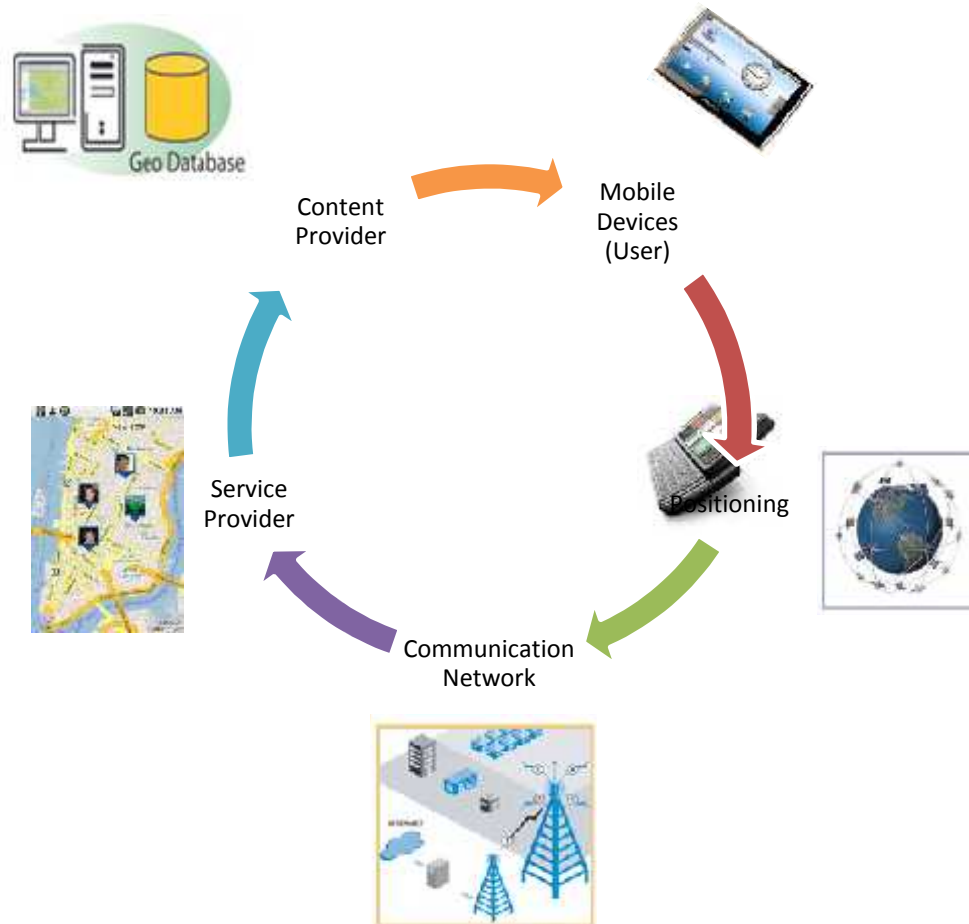 Geo Database
Content
Provider
Mobile
Devices
(User)
Service
Provider
Positioning
Communication
Network